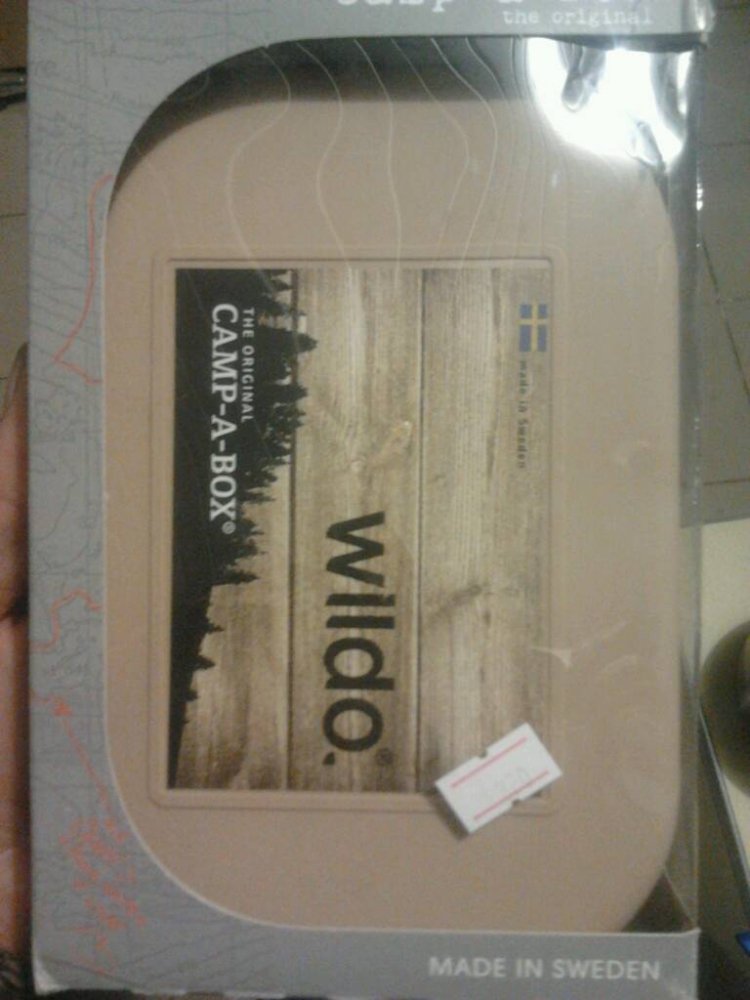 the original
made in Sweden
wildo.®
THE ORIGINAL
CAMP-A-BOX®
MADE IN SWEDEN